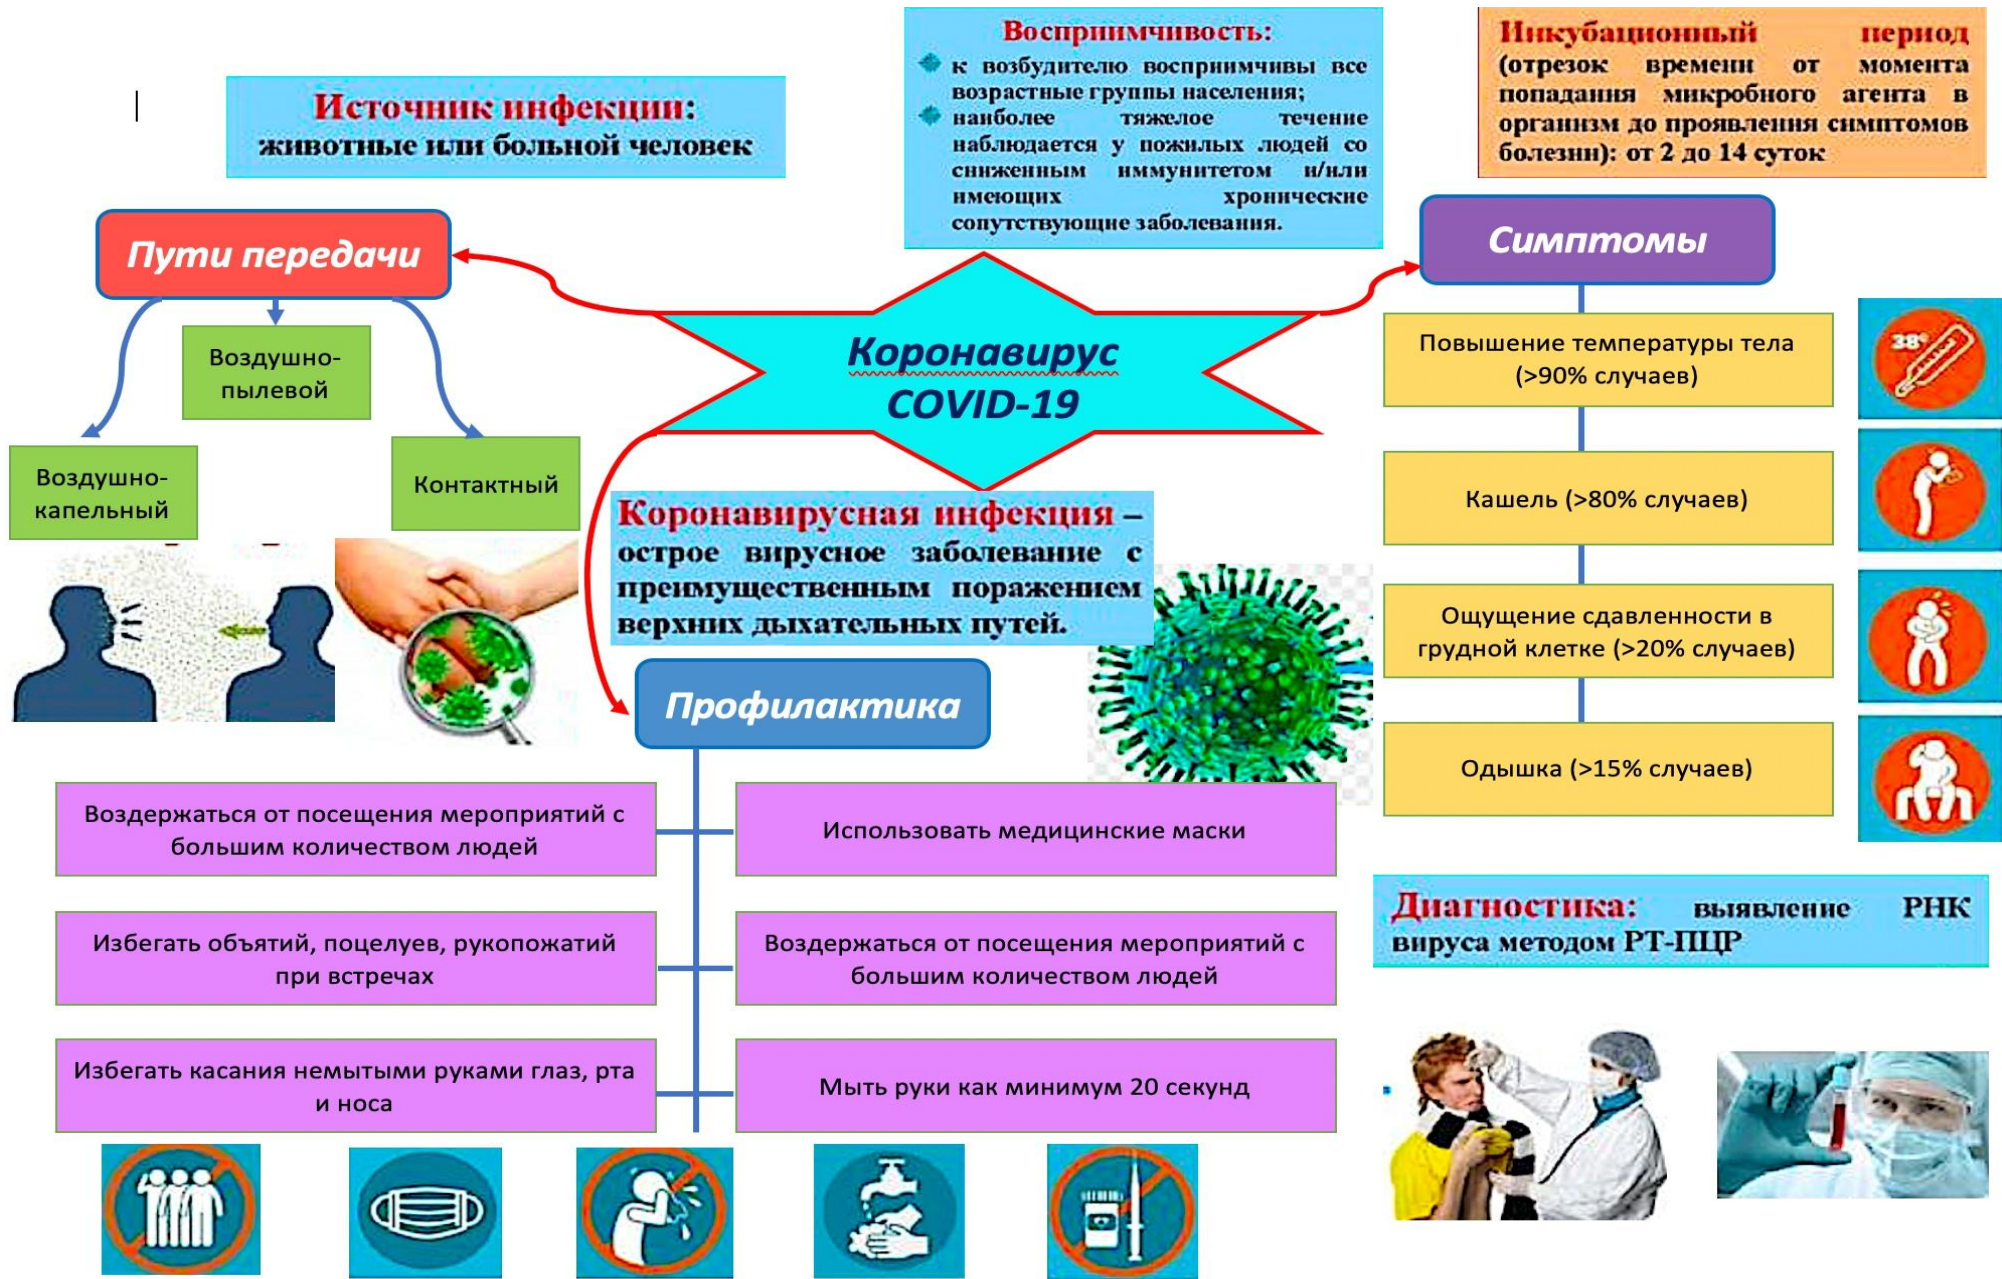 Источник инфекции:
животные или больной человек
Восприимчивость:
к возбудителю восприимчивы все
возрастные группы населения;
наиболее тяжелое течение
наблюдается у пожилых людей со
сниженным иммунитетом и/или
имеющих хронические
сопутствующие заболевания.
Инкубационный период
(отрезок времени от момента
попадания микробного агента в
организм до проявления симптомов
болезни): от 2 до 14 суток
Пути передачи
Воздушно-
пылевой
Воздушно-
капельный
Контактный
Коронавирус
COVID-19
Симптомы
Повышение температуры тела
(>90% случаев)
Кашель (>80% случаев)
Ощущение сдавленности в
грудной клетке (>20% случаев)
Одышка (>15% случаев)
38°
Коронавирусная инфекция –
острое вирусное заболевание с
преимущественным поражением
верхних дыхательных путей.
Профилактика
Воздержаться от посещения мероприятий с
большим количеством людей
Использовать медицинские маски
Избегать объятий, поцелуев, рукопожатий
при встречах
Воздержаться от посещения мероприятий с
большим количеством людей
Избегать касания немытыми руками глаз, рта
и носа
Мыть руки как минимум 20 секунд
Диагностика: выявление РНК
вируса методом РТ-ПЦР